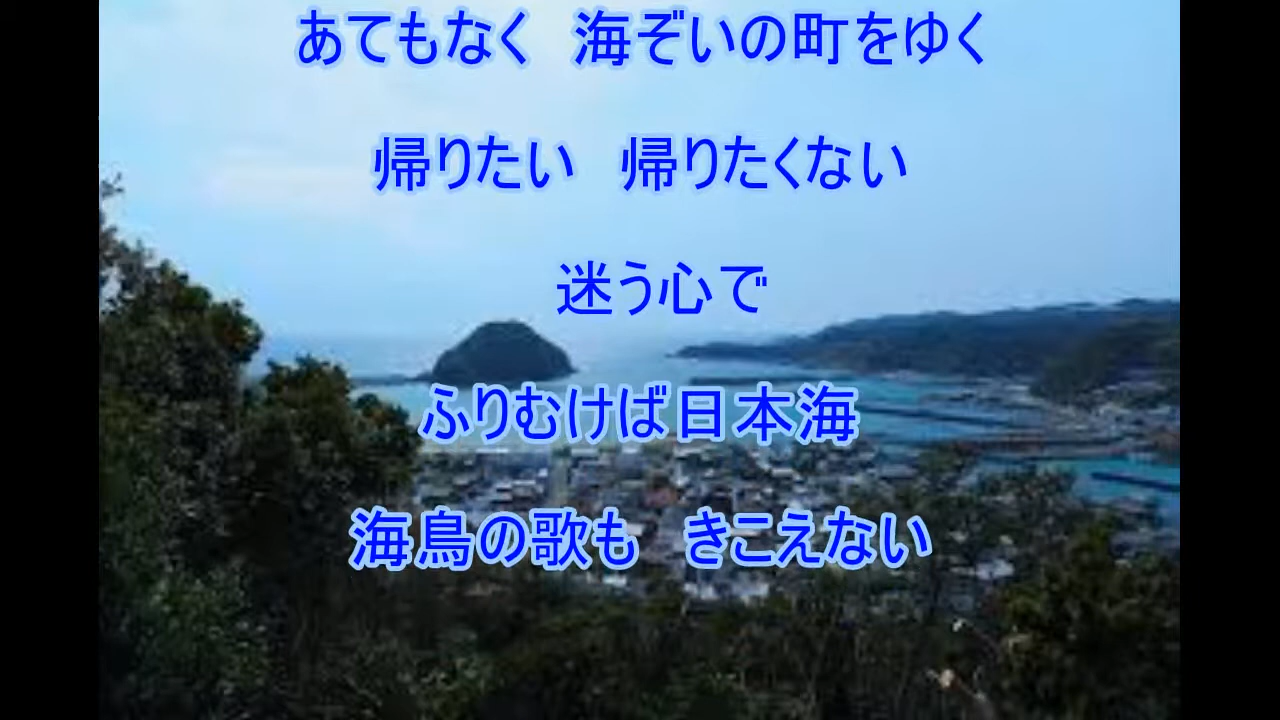 あてもなく　海ぞいの町をゆく
帰りたい　帰りたくない
迷う心で
ふりむけば日本海
海鳥の歌も　きこえない